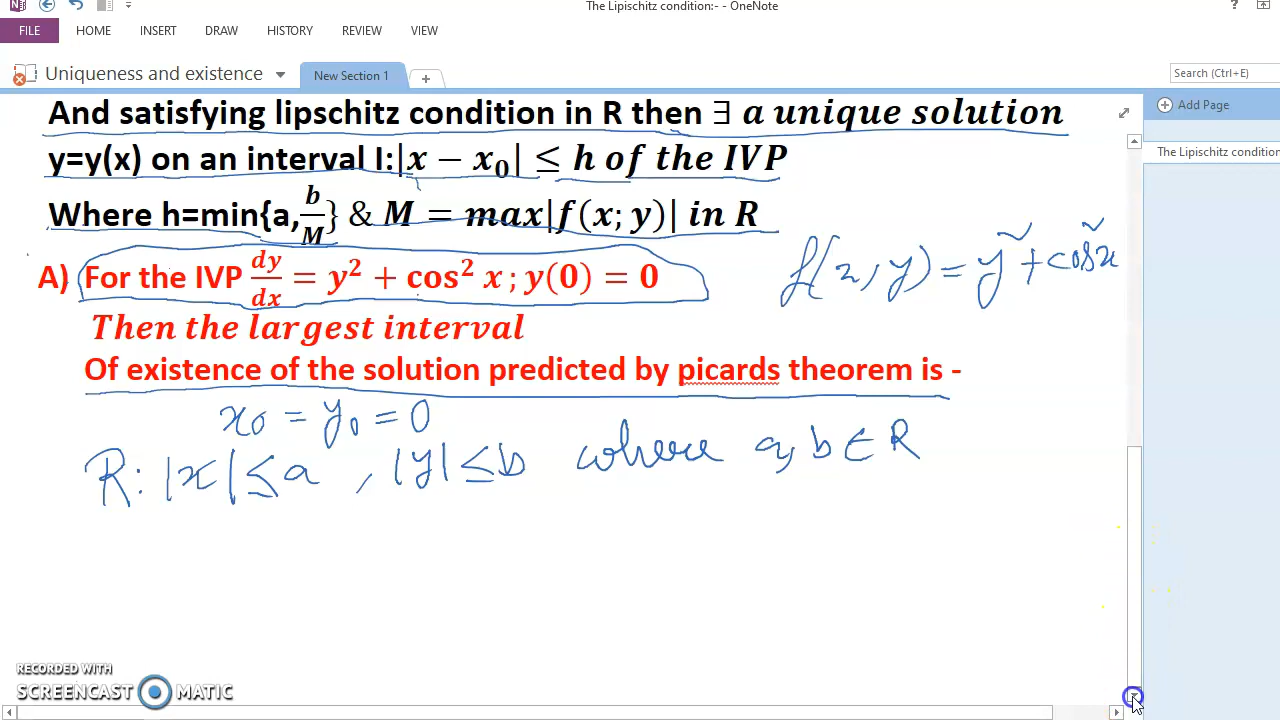 The Lipischitz condition:- - OneNote
FILE HOME INSERT DRAW HISTORY REVIEW VIEW
Uniqueness and existence New Section 1 Search (Ctrl+E)
Add Page
The Lipischitz condition
And satisfying lipschitz condition in R then ∃ a unique solution
y=y(x) on an interval I:|x − x₀| ≤ h of the IVP
Where h=min{a,b/M} & M = max|f(x; y)| in R
A) For the IVP dy/dx = y² + cos² x ; y(0) = 0
f(x, y) = y² + cos²x
Then the largest interval
Of existence of the solution predicted by picards theorem is -
x₀ = y₀ = 0
R: |x| ≤ a , |y| ≤ b where a, b ∈ R
RECORDED WITH
SCREENCAST MATIC